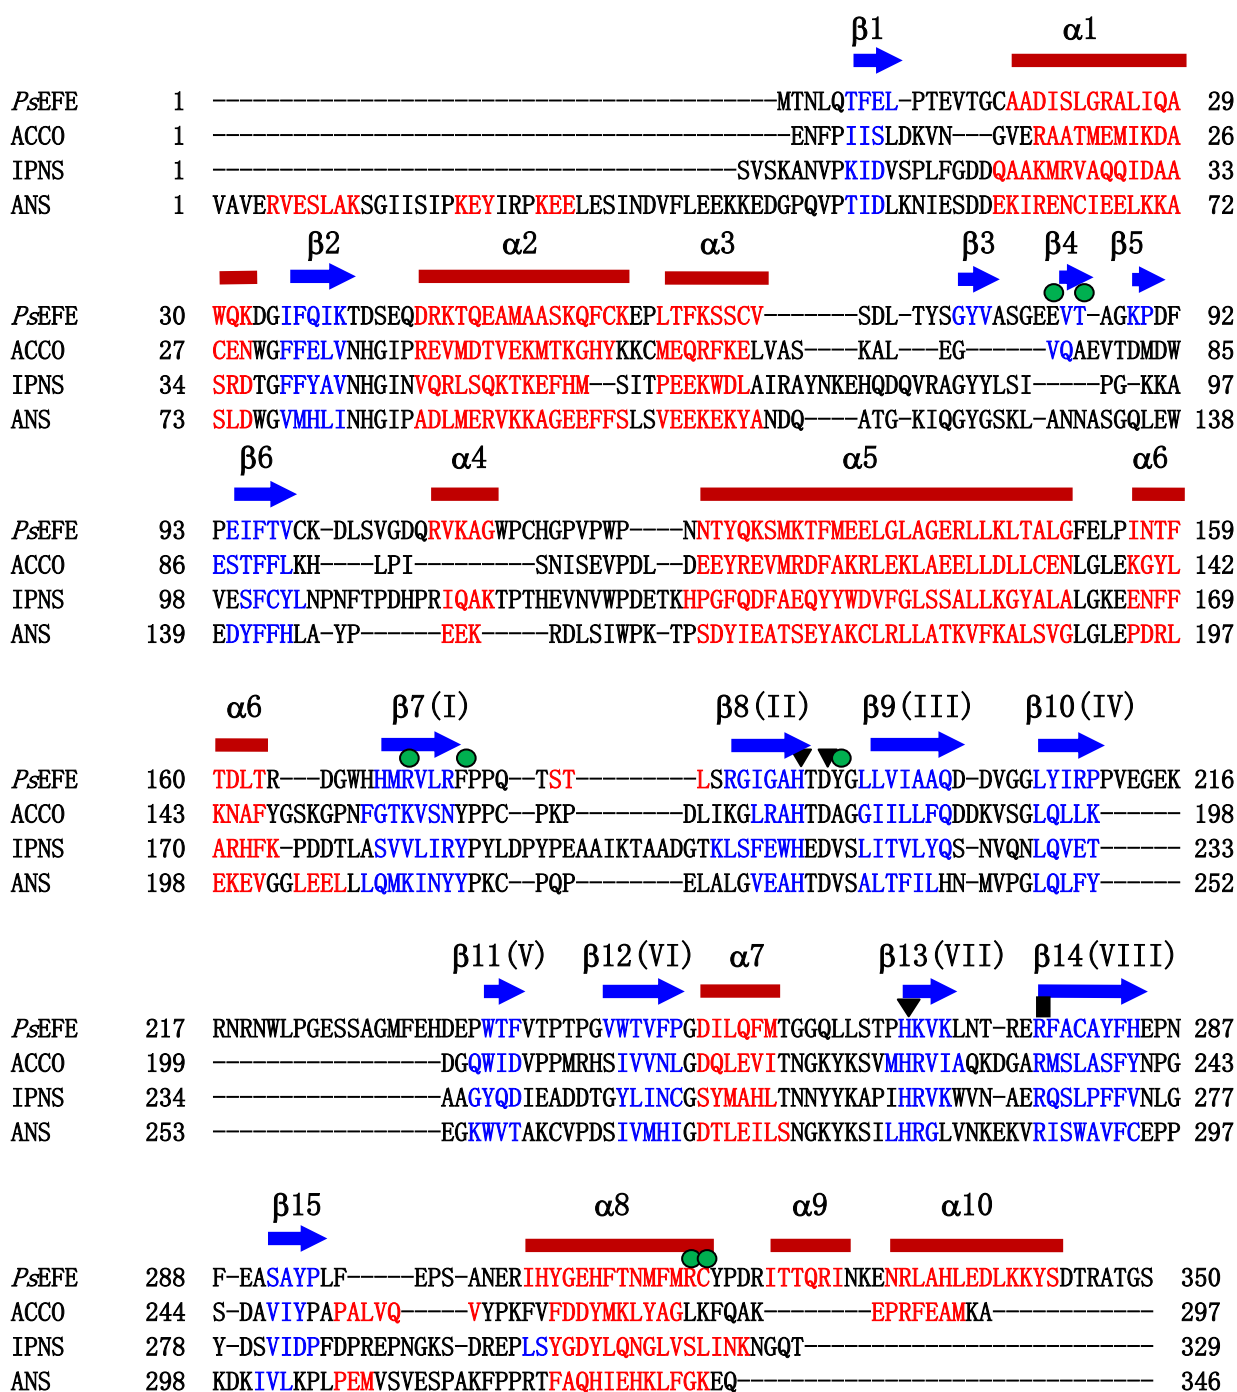 β1 α1
PsEFE 1 ------------------------------------------MTNLQTFEL-PTEVTGCAADISLGRALIQA 29
ACCO 1 -------------------------------------------ENFPIISLDKVN---GVERAATMEMIKDA 26
IPNS 1 ---------------------------------------SVSKANVPKIDVSPLFGDDQAAKMRVAQQIDAA 33
ANS 1 VAVERVESLAKSGIISIPKEYIRPKEELESINDVFLEEKKEDGPQVPTIDLKNIESDDEKIRENCIEELKKA 72
β2 α2 α3 β3 β4 β5
PsEFE 30 WQKDGIFQIKTDSEQDRKTQEAMAASKQFCKEPLTFKSSCV-------SDL-TYSGYVASGEEVT-AGKPDF 92
ACCO 27 CENWGFFELVNHGIPREVMDTVEKMTKGHYKKCMEQRFKELVAS----KAL---EG------VQAEVTDMDW 85
IPNS 34 SRDTGFFYAVNHGINVQRLSQKTKEFHM--SITPEEKWDLAIRAYNKEHQDQVRAGYYLSI-----PG-KKA 97
ANS 73 SLDWGVMHLINHGIPADLMERVKKAGEEFFSLSVEEKEKYANDQ----ATG-KIQGYGSKL-ANNASGQLEW 138
β6 α4 α5 α6
PsEFE 93 PEIFTVCK-DLSVGDQRVKAGWPCHGPVPWP----NNTYQKSMKTFMEELGLAGERLLKLTALGFELPINTF 159
ACCO 86 ESTFFLKH----LPI---------SNISEVPDL--DEEYREVMRDFAKRLEKLAEELLDLLCENLGLEKGYL 142
IPNS 98 VESFCYLNPNFTPDHPRIQAKTPTHEVNVWPDETKHPGFQDFAEQYYWDVFGLSSALLKGYALALGKEENFF 169
ANS 139 EDYFFHLA-YP------EEK-----RDLSIWPK-TPSDYIEATSEYAKCLRLLATKVFKALSVGLGLEPDRL 197
α6 β7(I) β8(II) β9(III) β10(IV)
PsEFE 160 TDLTR---DGWHHMRVLRFPPQ--TST---------LSRGIGAHTDYGLLVIAAQD-DVGGLYIRPPVEGEK 216
ACCO 143 KNAFYGSKGPNFGTKVSNYPPC--PKP--------DLIKGLRAHTDAGGIILLFQDDKVSGLQLLK------ 198
IPNS 170 ARHFK-PDDTLASVVLIRYPYLDPYPEAAIKTAADGTKLSFEWHEDVSLITVLYQS-NVQNLQVET------ 233
ANS 198 EKEVGGLEELLLQMKINYYPKC--PQP--------ELALGVEAHTDVSALTFILHN-MVPGLQLFY------ 252
β11(V) β12(VI) α7 β13(VII) β14(VIII)
PsEFE 217 RNRNWLPGESSAGMFEHDEPWTFVTPTPGVWTVFPGDILQFMTGGQLLSTPHKVKLNT-RERFACAYFHEPN 287
ACCO 199 -----------------DGQWIDVPPMRHSIVVNLGDQLEVITNGKYKSVMHRVIAQKDGARMSLASFYNPG 243
IPNS 234 -----------------AAGYQDIEADDTGYLINCGSYMAHLTNNYYKAPIHRVKWVN-AERQSLPFFVNLG 277
ANS 253 -----------------EGKWVTAKCVPDSIVMHIGDTLEILSNGKYKSILHRGLVNKEKVRISWAVFCEPP 297
β15 α8 α9 α10
PsEFE 288 F-EASAYPLF-----EPS-ANERIHYGEHFTNMFMRCYPDRITTQRINKENRLAHLEDLKKYSDTRATGS 350
ACCO 244 S-DAVIYPAPALVQ-----VYPKFVFDDYMKLYAGLKFQAK--------EPRFEAMKA------------ 297
IPNS 278 Y-DSVIDPFDPREPNGKS-DREPLSYGDYLQNGLVSLINKNGQT-------------------------- 329
ANS 298 KDKIVLKPLPEMVSVESPAKFPPRTFAQHIEHKLFGKEQ------------------------------- 346